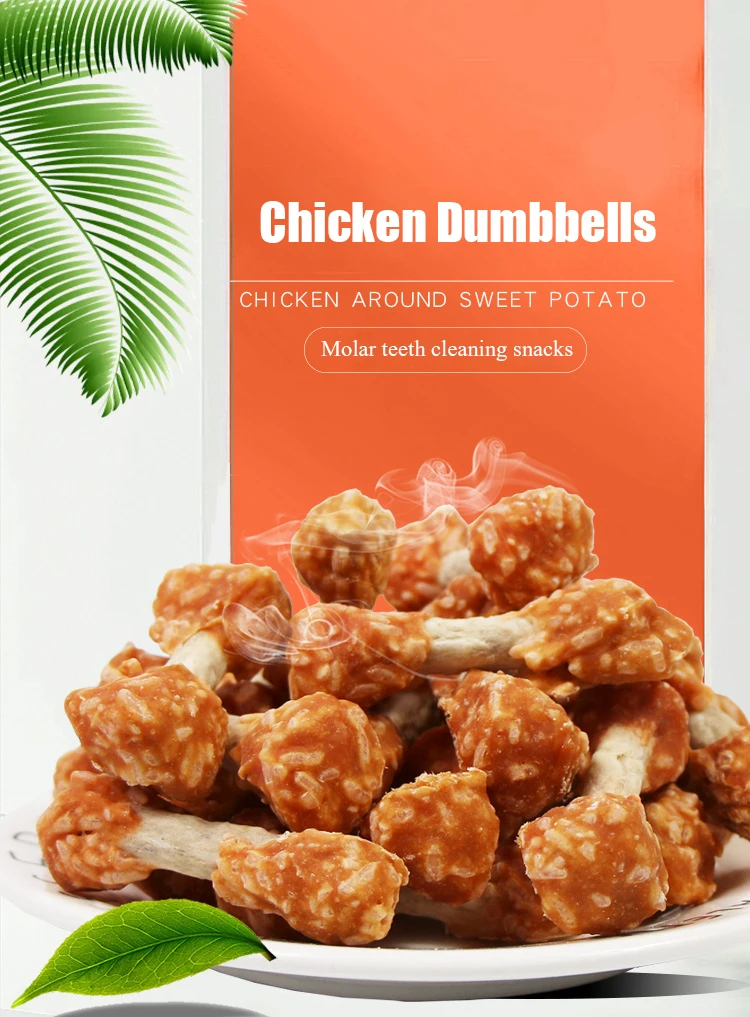 Chicken Dumbbells
CHICKEN AROUND SWEET POTATO
Molar teeth cleaning snacks